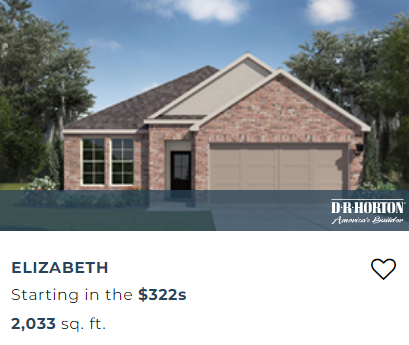 D·R·HORTON
America's Builder
ELIZABETH
Starting in the $322s
2,033 sq. ft.